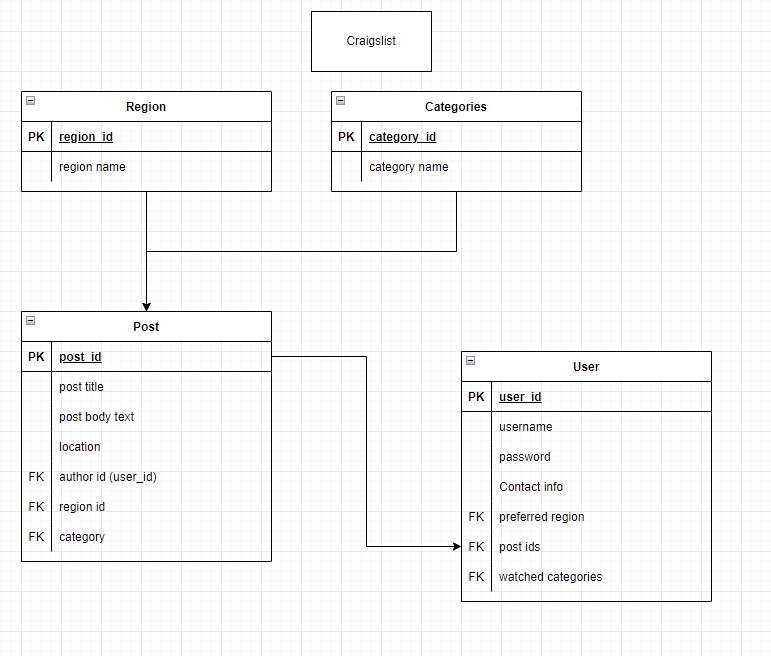 Craigslist
Region
PK region_id
region name
Categories
PK category_id
category name
Post
PK post_id
post title
post body text
location
FK author id (user_id)
FK region id
FK category
User
PK user_id
username
password
Contact info
FK preferred region
FK post ids
FK watched categories